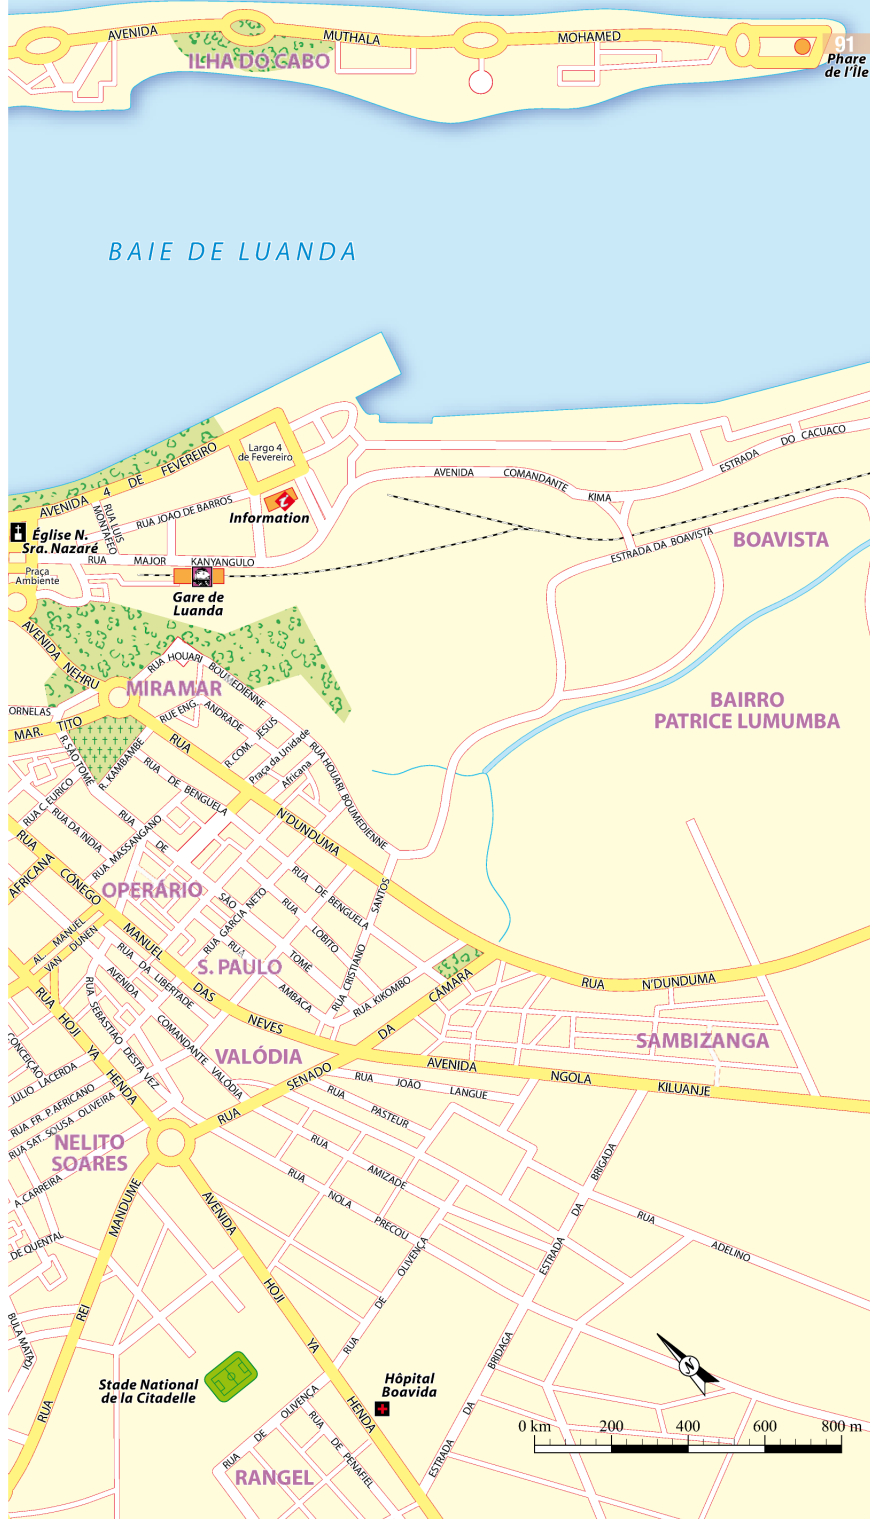 AVENIDA
MUTHALA
MOHAMED
91
Phare
de l'Île
ILHA DO CABO
BAIE DE LUANDA
Largo 4
de Fevereiro
AVENIDA 4 DE FEVEREIRO
RUA JOAO DE BARROS
RUA LUIS
MONTAFEO
Information
Église N.
Sra. Nazaré
RUA MAJOR KANYANGULO
Praça
Ambiente
Gare de
Luanda
AVENIDA COMANDANTE KIMA
ESTRADA DO CACUACO
ESTRADA DA BOAVISTA
BOAVISTA
BAIRRO
PATRICE LUMUMBA
AVENIDA NEHRU
RUA HOUARI BOUMEDIENNE
MIRAMAR
ORNELAS
MAR. TITO
RUE ENG. ANDRADE
R. COM. JESUS
Praça da Unidade
Africana
RUA HOUARI BOUMEDIENNE
R. SÃO TOMÉ
R. KAMBAMBE
RUA N'DUNDUMA
RUA DE BENGUELA
RUA C. EURICO
RUA DA INDIA
RUA MASSANGANO
RUA DE
RUA CÓNEGO MANUEL DAS NEVES
AFRICANA
OPERÁRIO
SAO
TOMÉ
RUA GARCIA NETO
RUA DE BENGUELA
RUA LOBITO
RUA AMBACA
RUA CRISTIANO SANTOS
RUA KIKOMBO
AL MANUEL
VAN DUNEN
S. PAULO
RUA DA LIBERTADE
AVENIDA
COMANDANTE VALÓDIA
RUA SEBASTIAO DESTA VEZ
RUA HOJI YA HENDA
RUA N'DUNDUMA
SAMBIZANGA
VALÓDIA
RUA SENADO DA CÂMARA
AVENIDA NGOLA KILUANJE
RUA JOÃO LANGUE
RUA PASTEUR
RUA AMIZADE
RUA NOLA PRECOU
CONCEIÇÃO
JULIO LACERDA
RUA FR. P. AFRICANO
RUA SAT. SOUSA OLIVEIRA
NELITO
SOARES
A. CARREIRA
DE QUENTAL
BULA MATA
RUA REI MANDUME
AVENIDA HOJI YA HENDA
RUA DE OLIVENÇA
ESTRADA DA BRIGADA
RUA ADELINO
ESTRADA DA BRIDAGA
N
Stade National
de la Citadelle
Hôpital
Boavida
RUA DE OLIVENÇA
RUA DE PENAFIEL
RANGEL
0 km 200 400 600 800 m